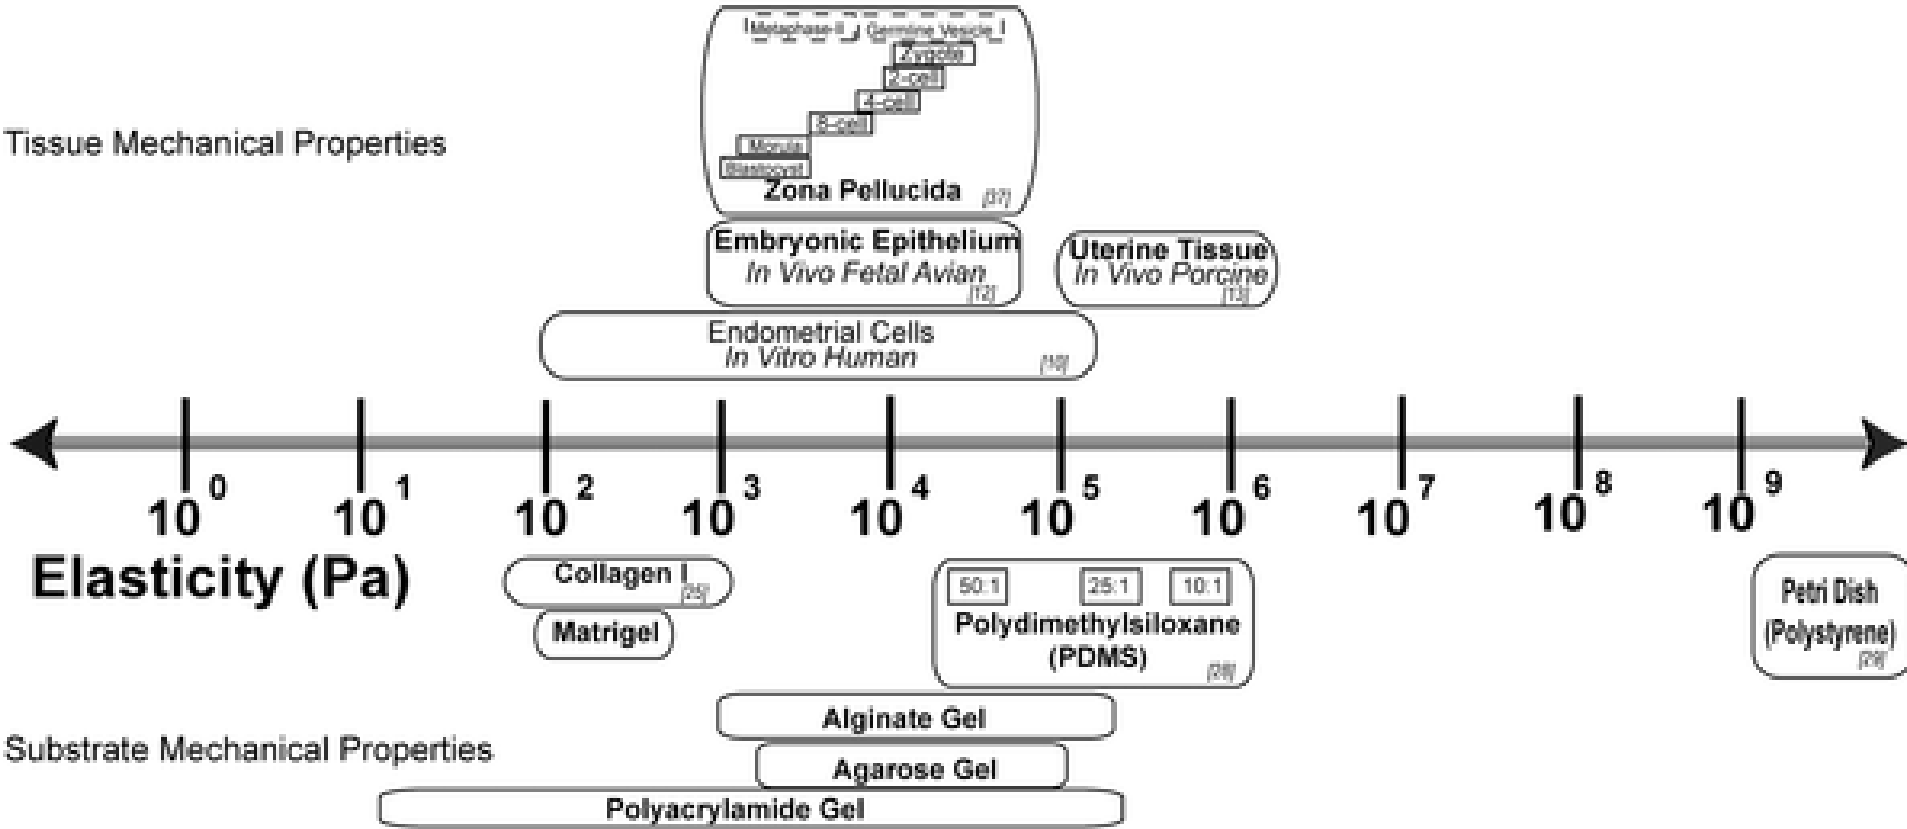 Metaphase-II Germline Vesicle
Zygote
2-cell
4-cell
8-cell
Morula
Blastocyst
Zona Pellucida
[37]
Tissue Mechanical Properties
Embryonic Epithelium
In Vivo Fetal Avian
[12]
Uterine Tissue
In Vivo Porcine
[13]
Endometrial Cells
In Vitro Human
[10]
10^0 10^1 10^2 10^3 10^4 10^5 10^6 10^7 10^8 10^9
Elasticity (Pa)
Collagen I
[25]
Matrigel
50:1 25:1 10:1
Polydimethylsiloxane
(PDMS)
[28]
Petri Dish
(Polystyrene)
[29]
Alginate Gel
Substrate Mechanical Properties
Agarose Gel
Polyacrylamide Gel